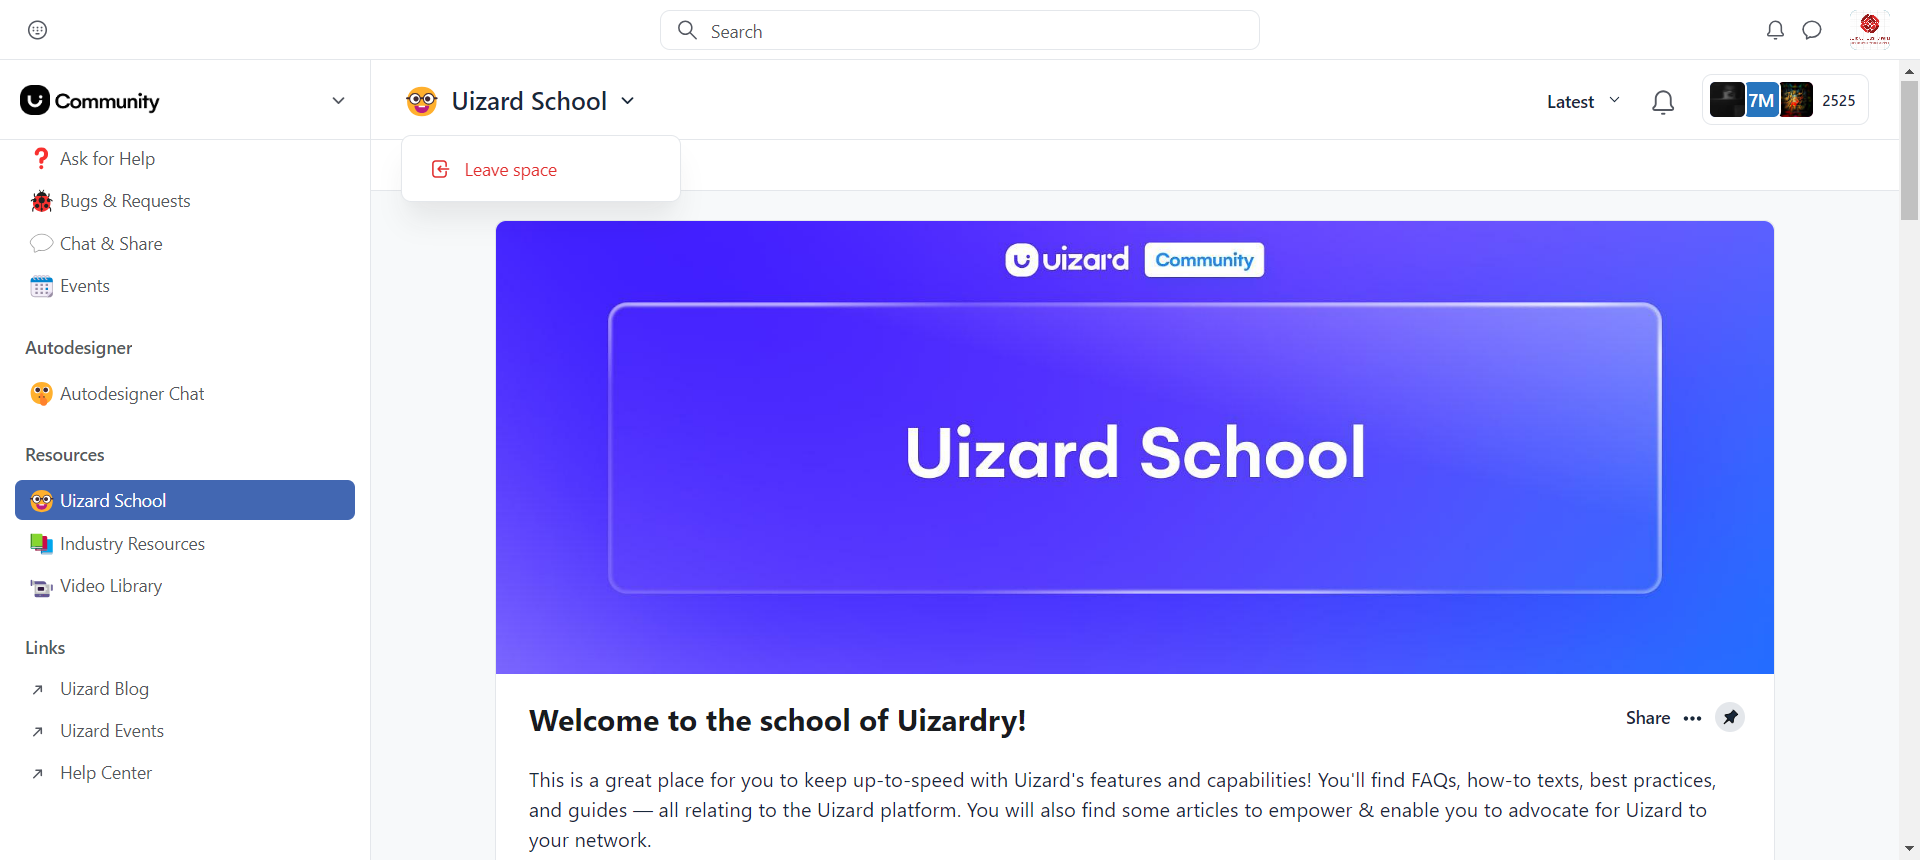 Search
Community
Ask for Help
Bugs & Requests
Chat & Share
Events
Autodesigner
Autodesigner Chat
Resources
Uizard School
Industry Resources
Video Library
Links
Uizard Blog
Uizard Events
Help Center
Uizard School
Latest
7M
2525
Leave space
uizard Community
Uizard School
Welcome to the school of Uizardry!
Share
This is a great place for you to keep up-to-speed with Uizard's features and capabilities! You'll find FAQs, how-to texts, best practices,
and guides — all relating to the Uizard platform. You will also find some articles to empower & enable you to advocate for Uizard to
your network.